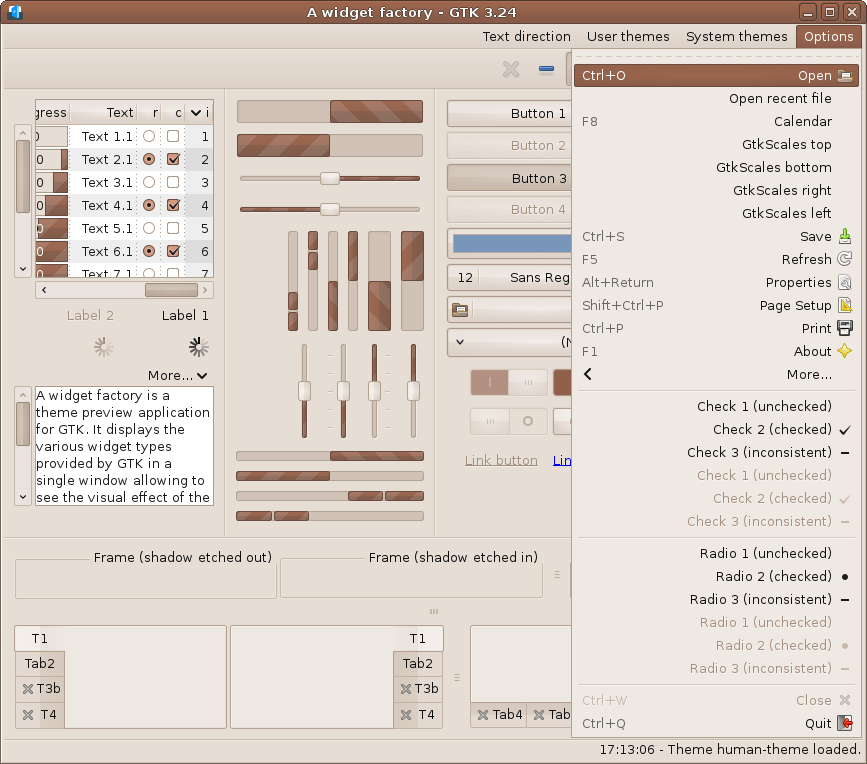 A widget factory - GTK 3.24
Text direction User themes System themes Options
gress Text r c i
0 Text 1.1 1
0 Text 2.1 2
0 Text 3.1 3
0 Text 4.1 4
0 Text 5.1 5
0 Text 6.1 6
0 Text 7.1 7
Label 2 Label 1
More...
A widget factory is a
theme preview application
for GTK. It displays the
various widget types
provided by GTK in a
single window allowing to
see the visual effect of the
Button 1
Button 2
Button 3
Button 4
12 Sans Reg
(N
Link button Lin
Ctrl+O Open
Open recent file
F8 Calendar
GtkScales top
GtkScales bottom
GtkScales right
GtkScales left
Ctrl+S Save
F5 Refresh
Alt+Return Properties
Shift+Ctrl+P Page Setup
Ctrl+P Print
F1 About
More...
Check 1 (unchecked)
Check 2 (checked)
Check 3 (inconsistent)
Check 1 (unchecked)
Check 2 (checked)
Check 3 (inconsistent)
Radio 1 (unchecked)
Radio 2 (checked)
Radio 3 (inconsistent)
Radio 1 (unchecked)
Radio 2 (checked)
Radio 3 (inconsistent)
Ctrl+W Close
Ctrl+Q Quit
Frame (shadow etched out) Frame (shadow etched in)
T1
Tab2
T3b
T4
T1
Tab2
T3b
T4
Tab4 Tab
17:13:06 - Theme human-theme loaded.